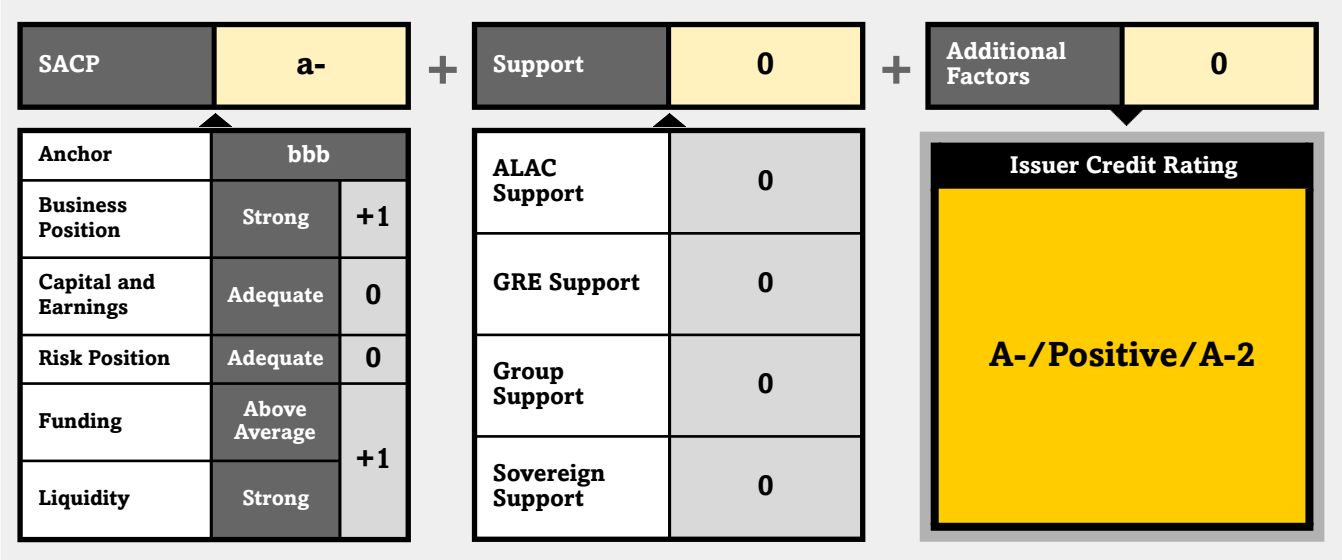 SACP
a-
+
Support
0
+
Additional
Factors
0
Anchor
bbb
Business
Position
Strong
+1
Capital and
Earnings
Adequate
0
Risk Position
Adequate
0
Funding
Above
Average
+1
Liquidity
Strong
ALAC
Support
0
GRE Support
0
Group
Support
0
Sovereign
Support
0
Issuer Credit Rating
A-/Positive/A-2